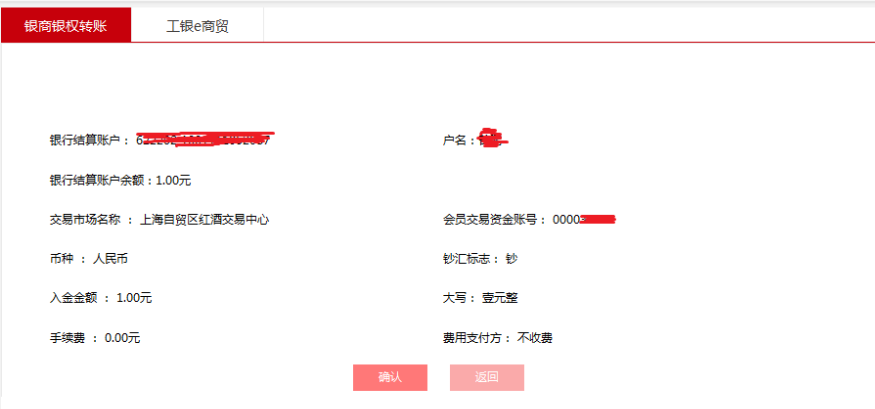 银商银权转账 工银e商贸
银行结算账户： 户名：
银行结算账户余额：1.00元
交易市场名称 ： 上海自贸区红酒交易中心 会员交易资金账号： 0000
币种 ： 人民币 钞汇标志： 钞
入金金额 ： 1.00元 大写： 壹元整
手续费 ： 0.00元 费用支付方： 不收费
确认 返回